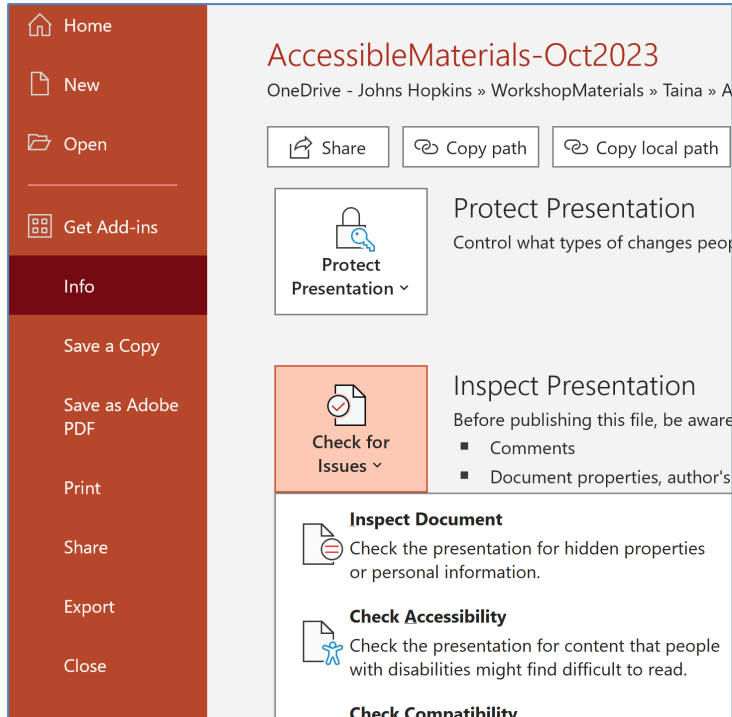 Home
New
Open
Get Add-ins
Info
Save a Copy
Save as Adobe
PDF
Print
Share
Export
Close
AccessibleMaterials-Oct2023
OneDrive - Johns Hopkins » WorkshopMaterials » Taina » A
Share
Copy path
Copy local path
Protect
Presentation
Protect Presentation
Control what types of changes peop
Check for
Issues
Inspect Presentation
Before publishing this file, be aware
■ Comments
■ Document properties, author's
Inspect Document
Check the presentation for hidden properties
or personal information.
Check Accessibility
Check the presentation for content that people
with disabilities might find difficult to read.
Check Compatibility